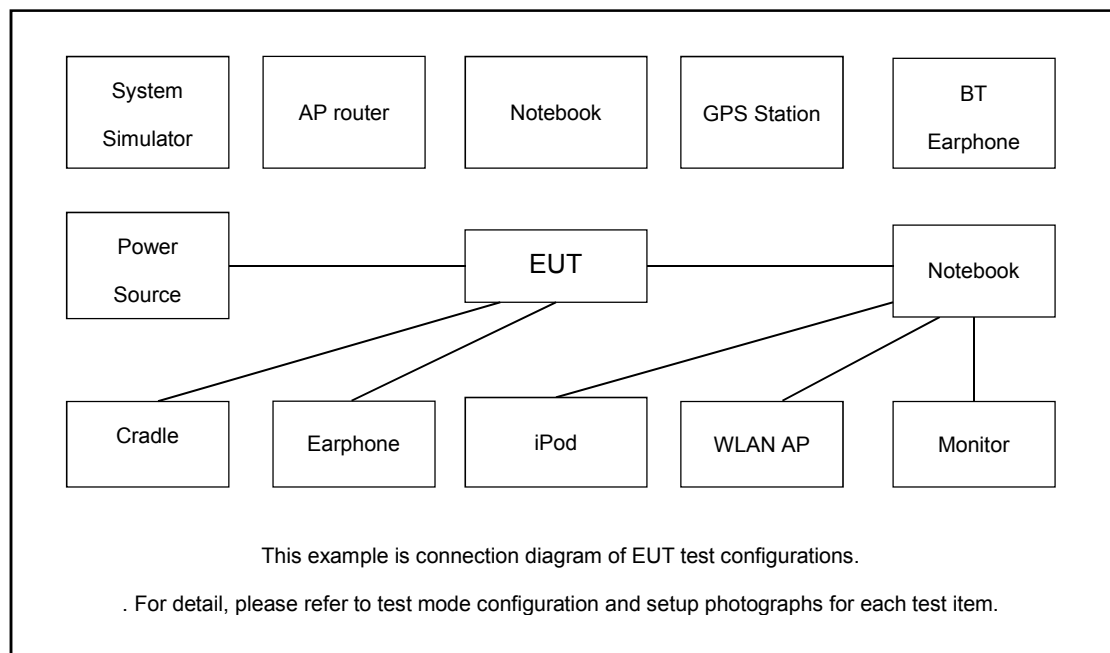 System
Simulator
AP router
Notebook
GPS Station
BT
Earphone
Power
Source
EUT
Notebook
Cradle
Earphone
iPod
WLAN AP
Monitor
This example is connection diagram of EUT test configurations.
. For detail, please refer to test mode configuration and setup photographs for each test item.